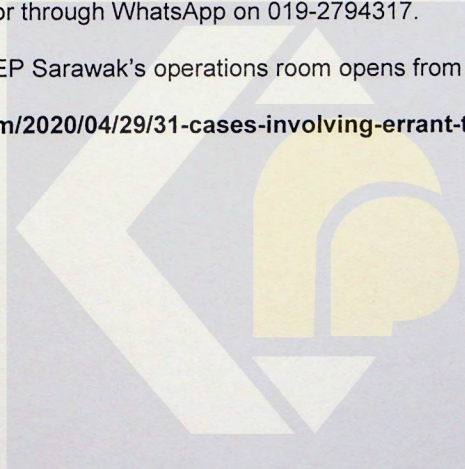 or through WhatsApp on 019-2794317.
EP Sarawak's operations room opens from
m/2020/04/29/31-cases-involving-errant-t